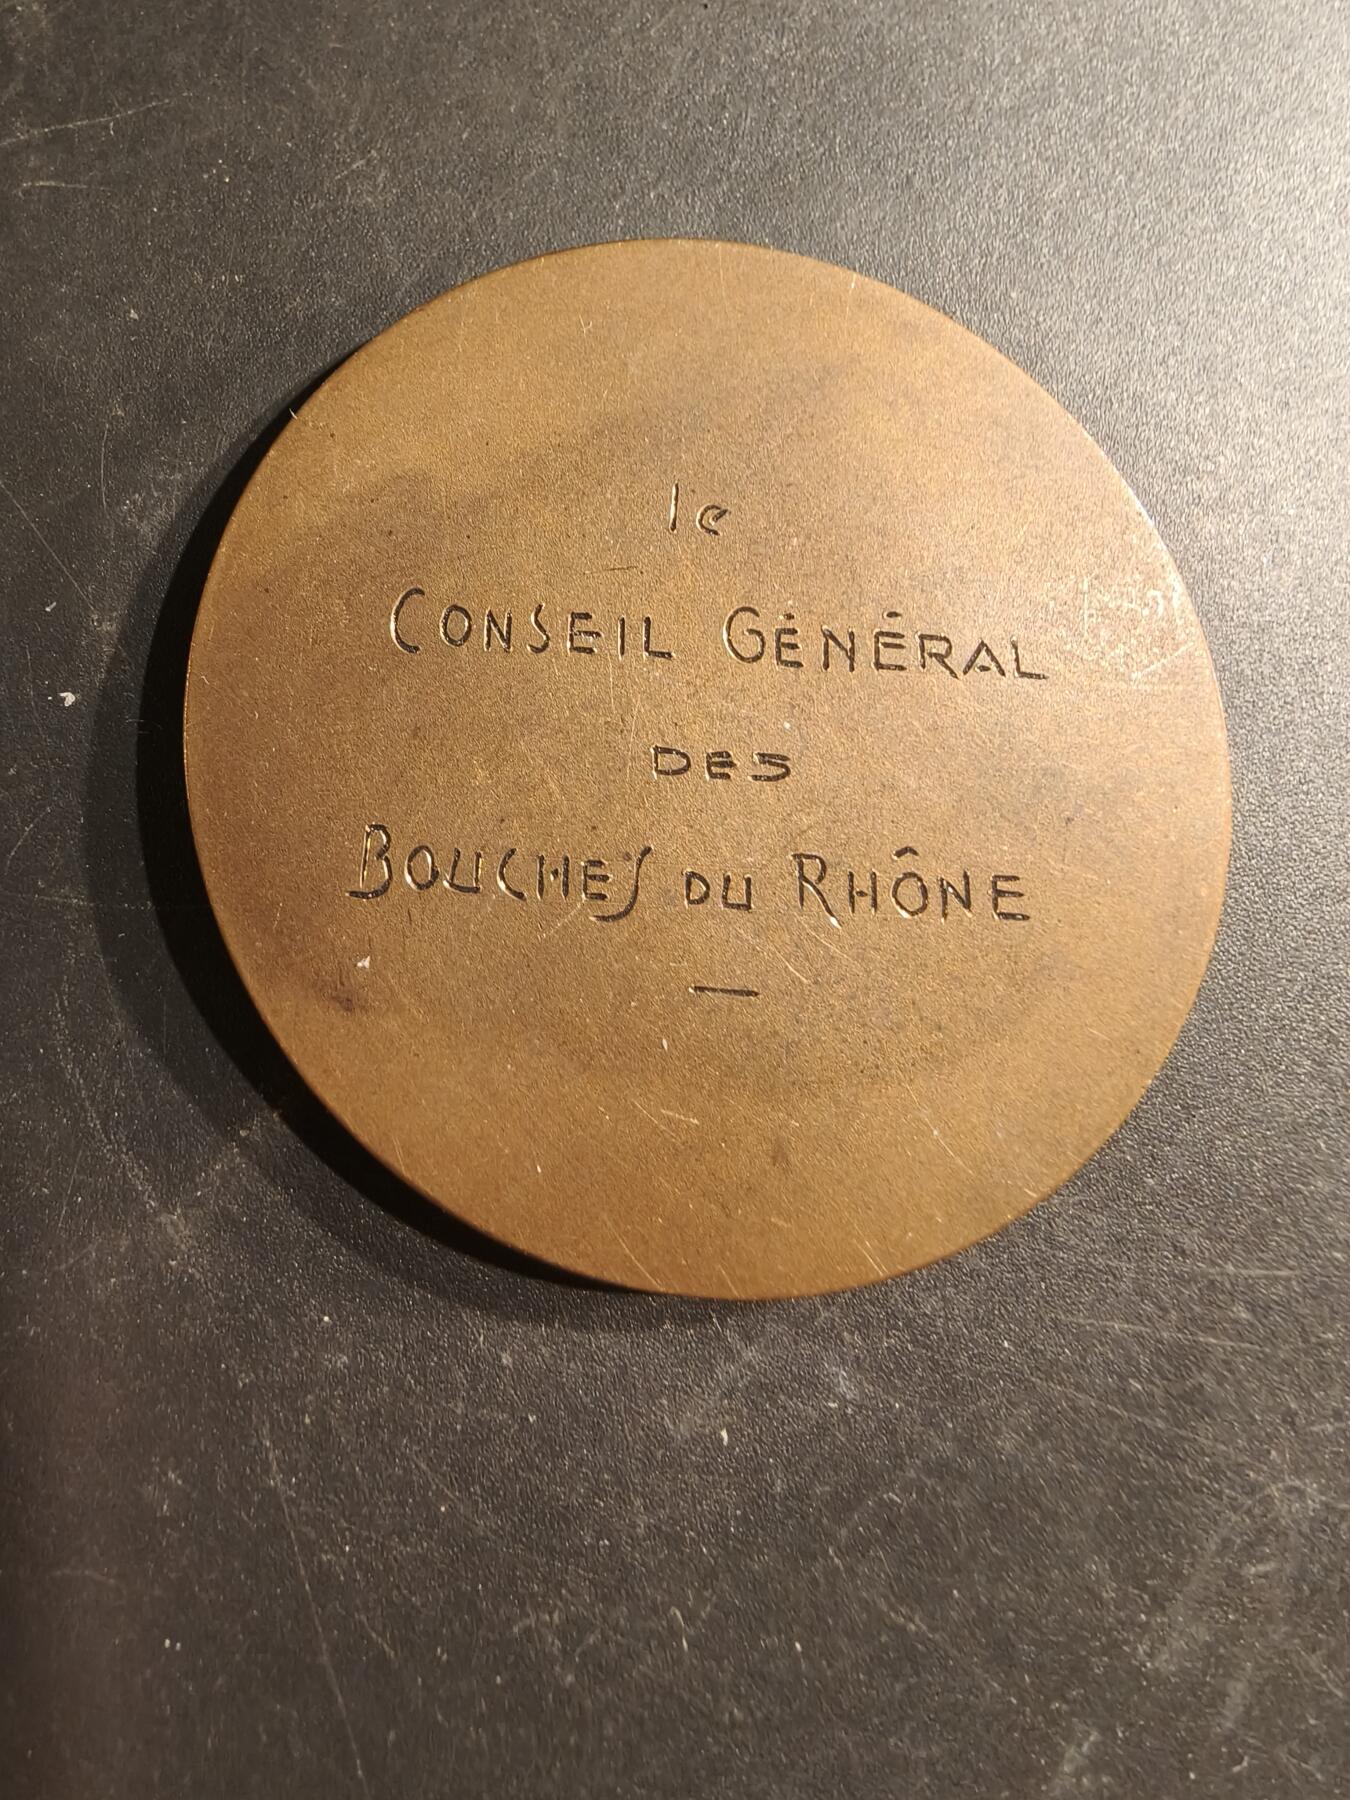 le
CONSEIL GÉNÉRAL
DES
BOUCHES DU RHÔNE
—